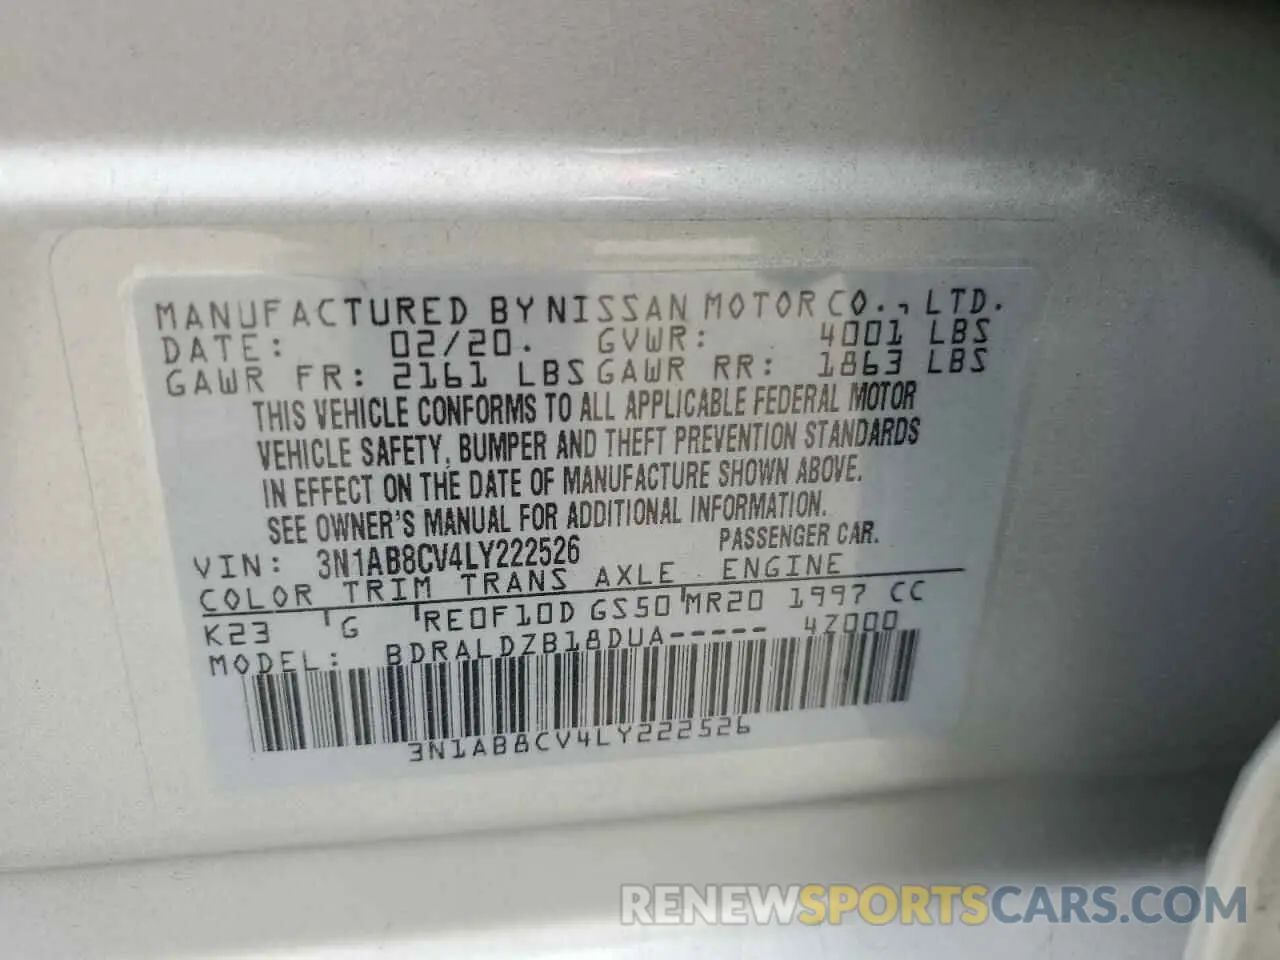 MANUFACTURED BY NISSAN MOTOR CO., LTD.
DATE: 02/20. GVWR: 4001 LBS
GAWR FR: 2161 LBS GAWR RR: 1863 LBS
THIS VEHICLE CONFORMS TO ALL APPLICABLE FEDERAL MOTOR
VEHICLE SAFETY, BUMPER AND THEFT PREVENTION STANDARDS
IN EFFECT ON THE DATE OF MANUFACTURE SHOWN ABOVE.
SEE OWNER'S MANUAL FOR ADDITIONAL INFORMATION.
VIN: 3N1AB8CV4LY222526 PASSENGER CAR.
COLOR TRIM TRANS AXLE ENGINE
K23 G RE0F10D GS50 MR20 1997 CC
MODEL: BDRALDZB18DUA----- 4Z000
3N1AB8CV4LY222526
RENEWSPORTSCARS.COM